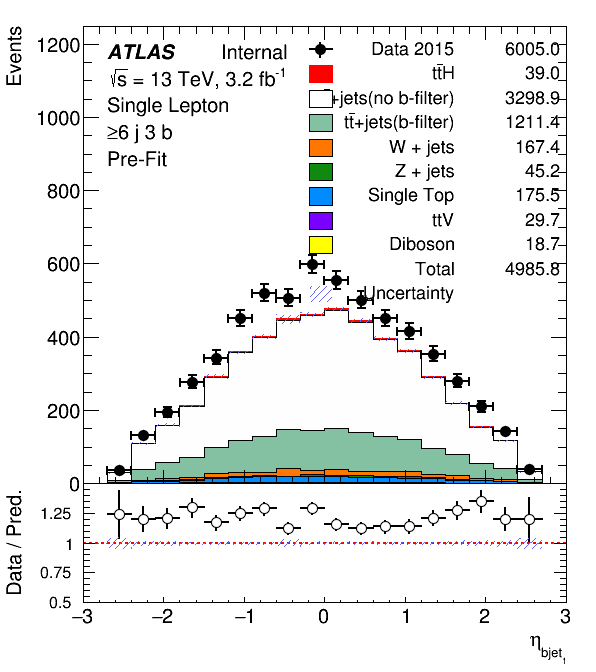 Events
ATLAS Internal
√s = 13 TeV, 3.2 fb⁻¹
Single Lepton
≥6 j 3 b
Pre-Fit
Data 2015 6005.0
tt̄H 39.0
+jets(no b-filter) 3298.9
tt̄+jets(b-filter) 1211.4
W + jets 167.4
Z + jets 45.2
Single Top 175.5
ttV 29.7
Diboson 18.7
Total 4985.8
Uncertainty
1200
1000
800
600
400
200
0
Data / Pred.
1.25
1
0.75
0.5
−3 −2 −1 0 1 2 3
η_bjet₁